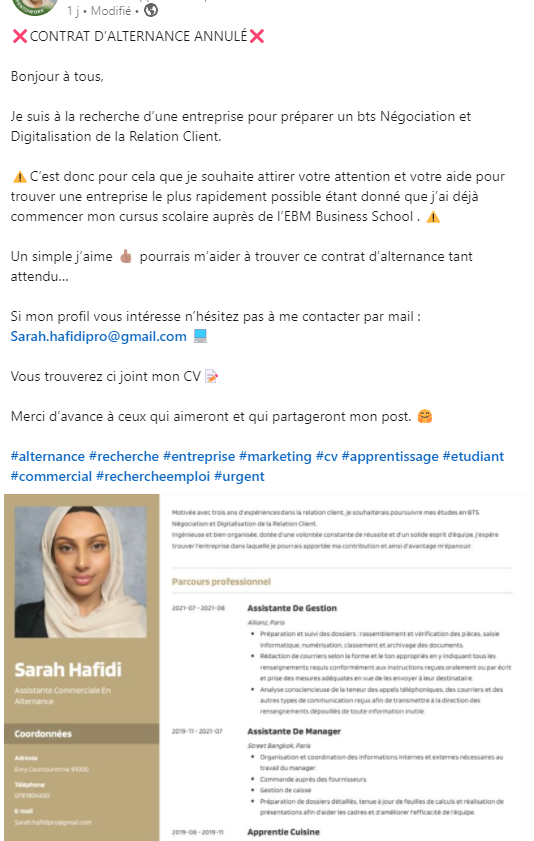 1 j • Modifié •
❌CONTRAT D’ALTERNANCE ANNULÉ❌
Bonjour à tous,
Je suis à la recherche d’une entreprise pour préparer un bts Négociation et
Digitalisation de la Relation Client.
⚠️C’est donc pour cela que je souhaite attirer votre attention et votre aide pour
trouver une entreprise le plus rapidement possible étant donné que j’ai déjà
commencer mon cursus scolaire auprès de l’EBM Business School . ⚠️
Un simple j’aime 👍🏽 pourrais m’aider à trouver ce contrat d’alternance tant
attendu…
Si mon profil vous intéresse n’hésitez pas à me contacter par mail :
Sarah.hafidipro@gmail.com 💻
Vous trouverez ci joint mon CV 📝
Merci d’avance à ceux qui aimeront et qui partageront mon post. 🤗
#alternance #recherche #entreprise #marketing #cv #apprentissage #etudiant
#commercial #rechercheemploi #urgent
Motivée avec trois ans d'expériences dans la relation client, je souhaiterais poursuivre mes études en BTS
Négociation et Digitalisation de la Relation Client.
Ingénieuse et bien organisée, dotée d'une volontée constante de réussite et d'un solide esprit d'équipe, j'espère
trouver l'entreprise dans laquelle je pourrais apportée ma contribution et ainsi d'avantage m'épanouir.
Parcours professionnel
2021-07 - 2021-08 Assistante De Gestion
Allianz, Paris
• Préparation et suivi des dossiers : rassemblement et vérification des pièces, saisie
informatique, numérisation, classement et archivage des documents.
• Rédaction de courriers selon la forme et le ton appropriés en y indiquant tous les
renseignements requis conformément aux instructions reçues oralement ou par écrit
et prise des mesures adéquates en vue de les envoyer à leur destinataire.
• Analyse consciencieuse de la teneur des appels téléphoniques, des courriers et des
autres types de communication reçus afin de transmettre à la direction des
renseignements dépouillés de toute information inutile.
2019-11 - 2021-07 Assistante De Manager
Street Bangkok, Paris
• Organisation et coordination des informations internes et externes nécessaires au
travail du manager.
• Commande auprès des fournisseurs
• Gestion de caisse
• Préparation de dossiers détaillés, tenue à jour de feuilles de calculs et réalisation de
présentations afin d'aider les cadres et d'améliorer l'efficacité de l'équipe.
2019-08 - 2019-11 Apprentie Cuisine
Sarah Hafidi
Assistante Commerciale En
Alternance
Coordonnées
Adresse
Evry Courcouronne, 91000
Téléphone
E-mail
Sarah.hafidipro@gmail.com